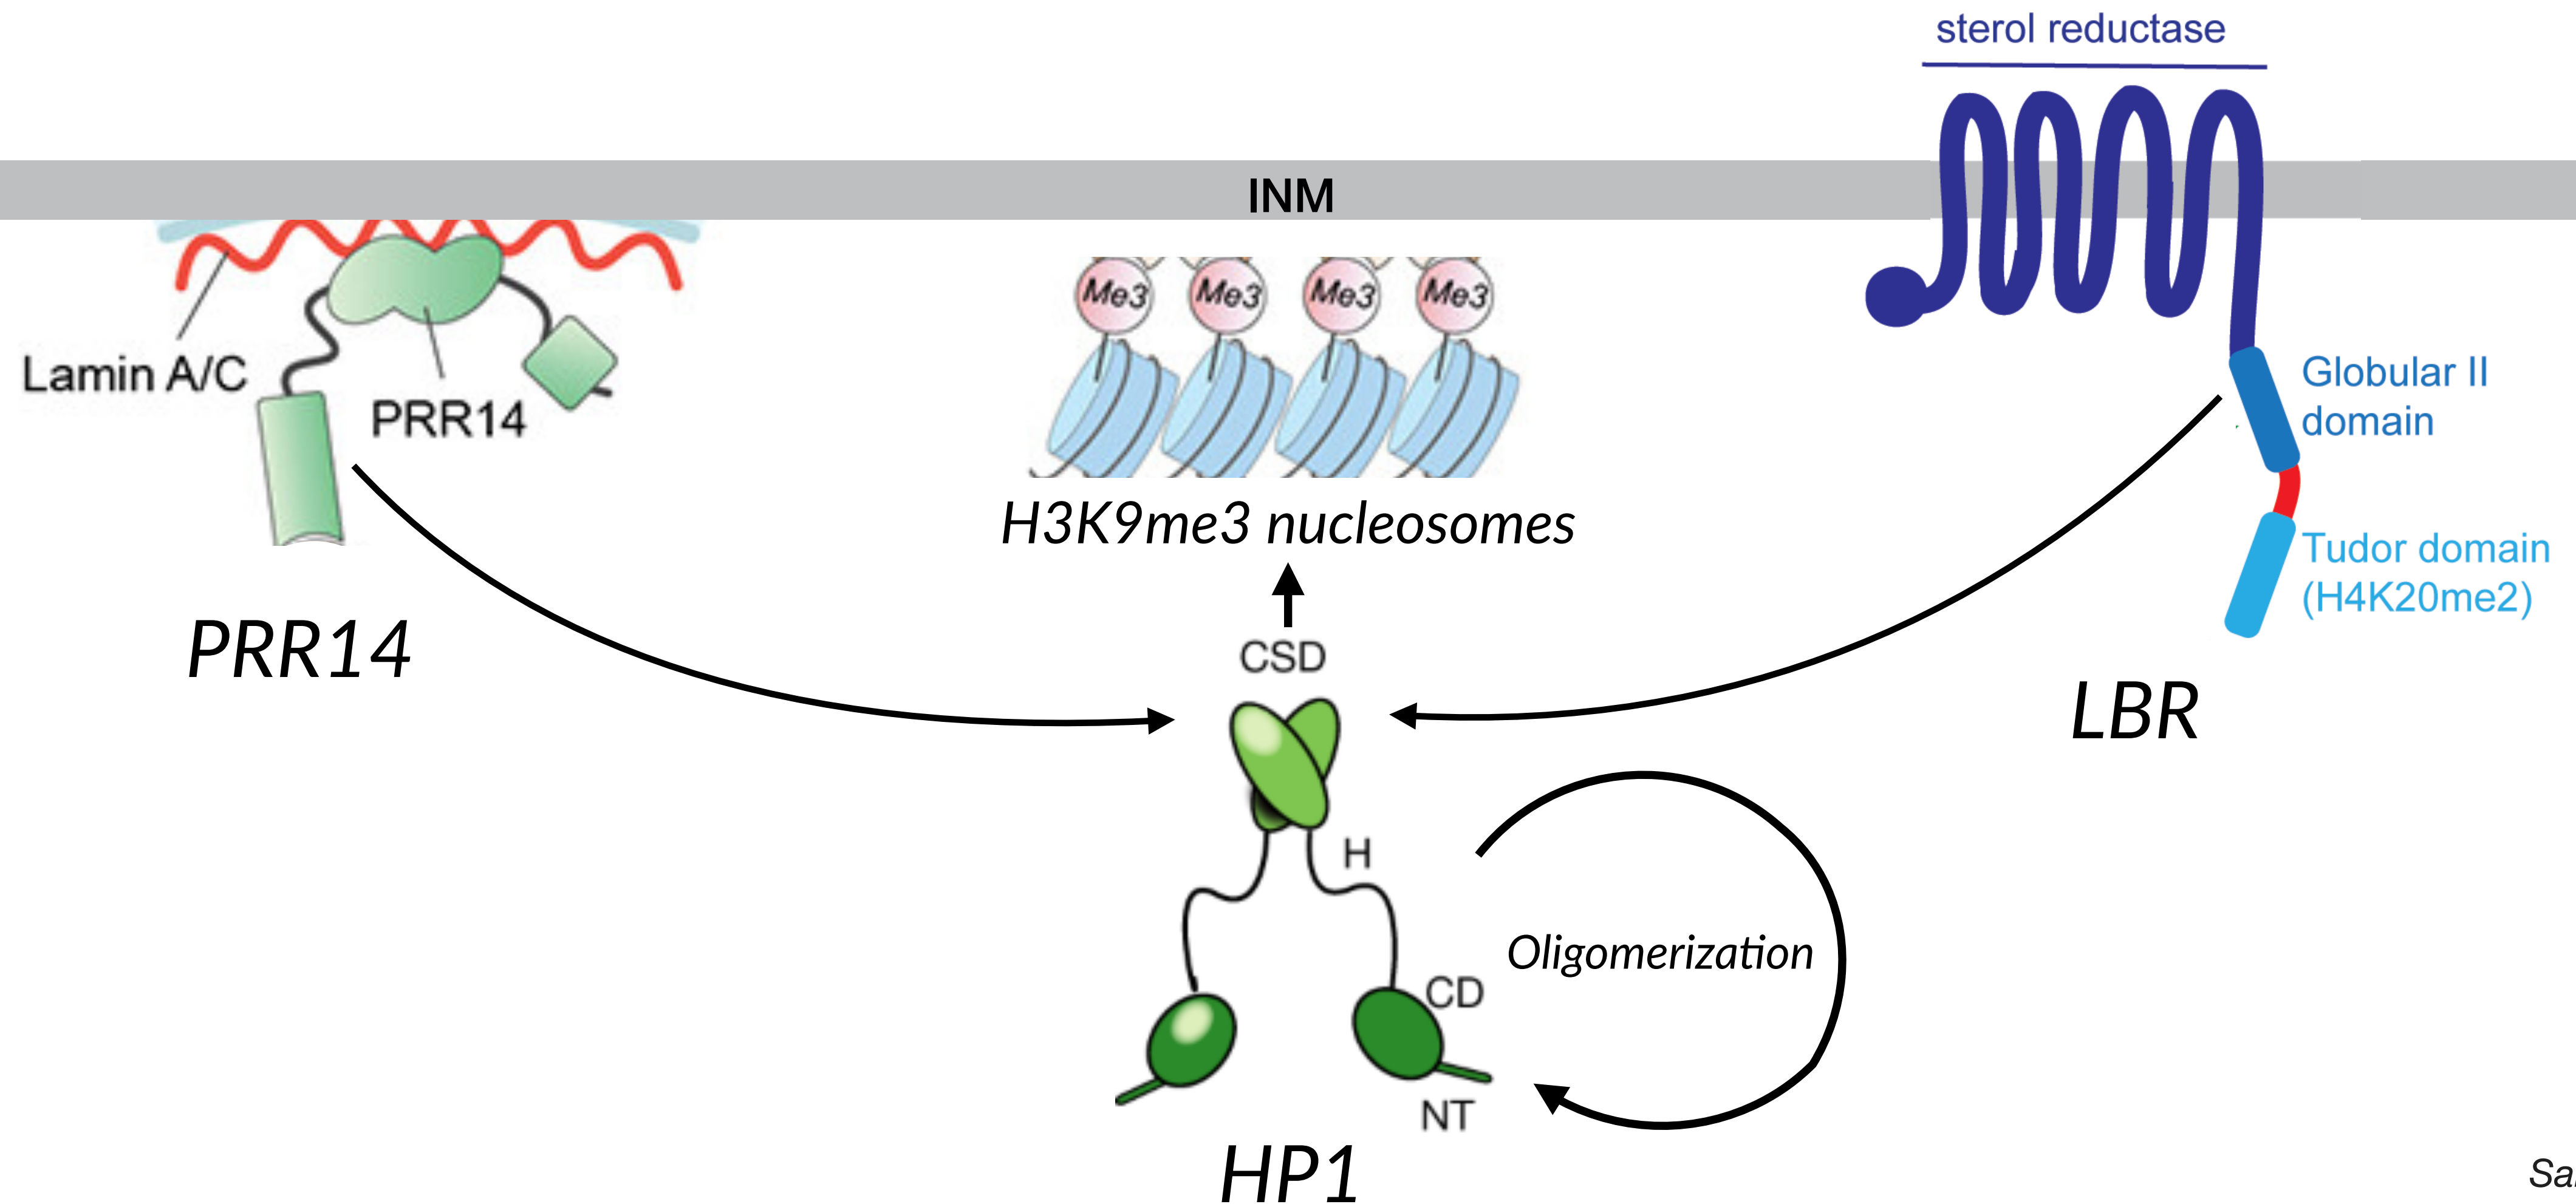 sterol reductase
INM
Me3 Me3 Me3 Me3
Lamin A/C
PRR14
Globular II
domain
H3K9me3 nucleosomes
Tudor domain
(H4K20me2)
PRR14
CSD
LBR
H
Oligomerization
CD
NT
HP1